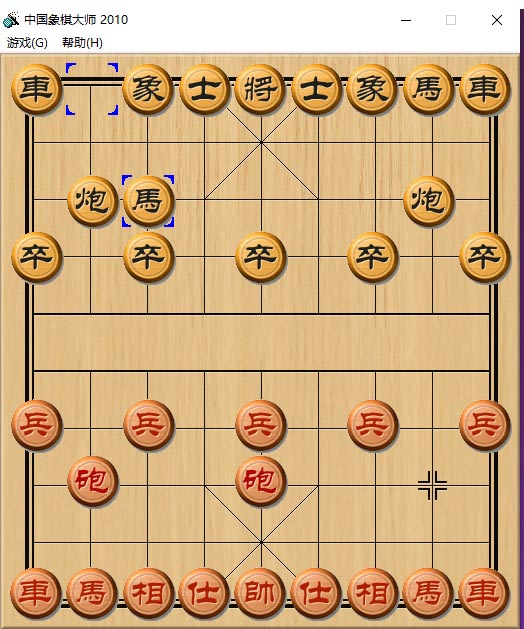 中国象棋大师 2010
游戏(G) 帮助(H)
車 象 士 将 士 象 馬 車
炮 馬 炮
卒 卒 卒 卒 卒
兵 兵 兵 兵 兵
砲 砲
車 馬 相 仕 帥 仕 相 馬 車